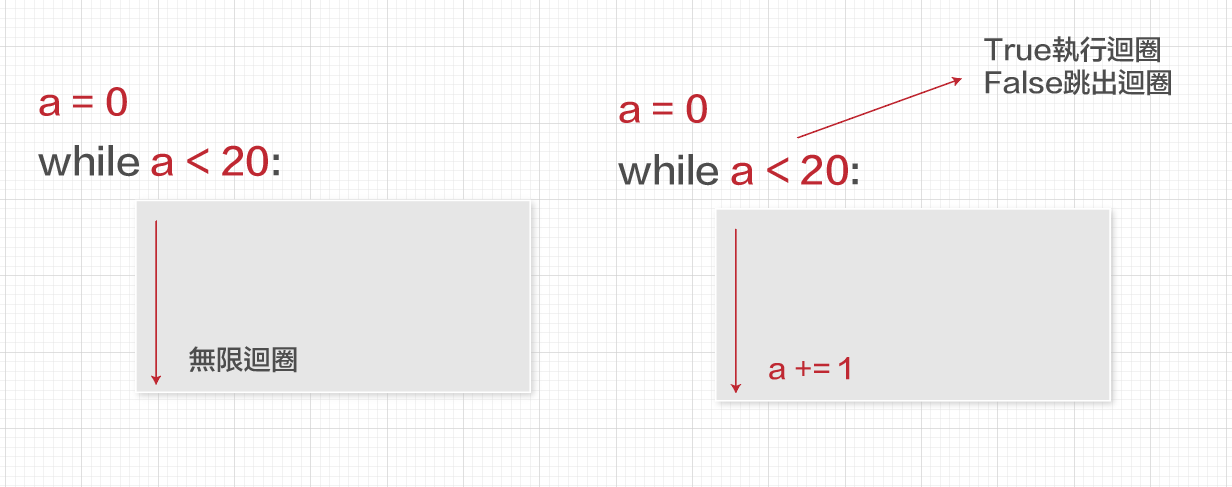 a = 0
while a < 20:
無限迴圈
True執行迴圈
False跳出迴圈
a = 0
while a < 20:
a += 1